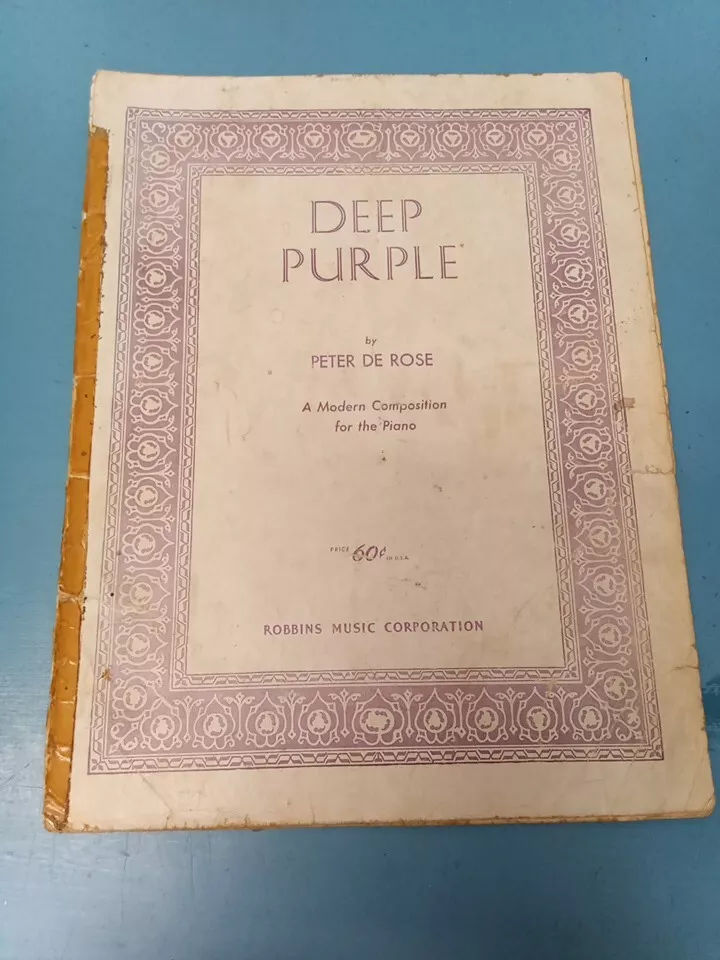 DEEP
PURPLE
by
PETER DE ROSE
A Modern Composition
for the Piano
PRICE 60¢ IN U.S.A.
ROBBINS MUSIC CORPORATION